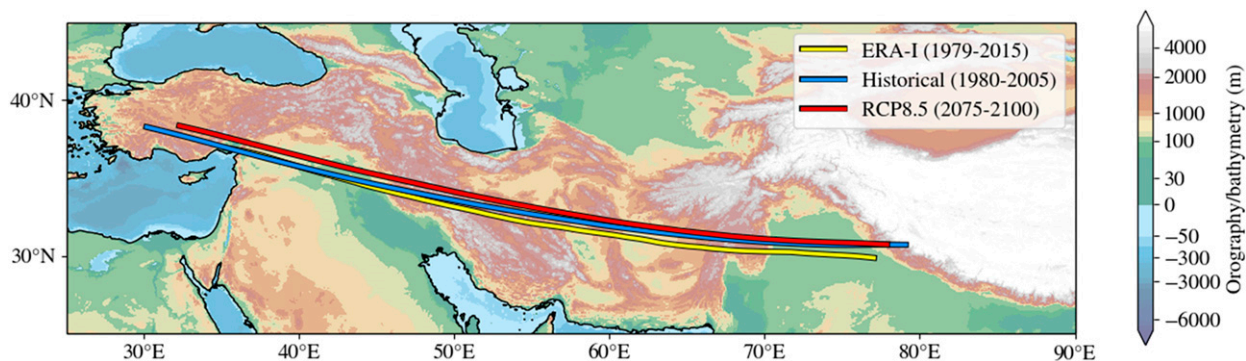 ERA-I (1979-2015)
Historical (1980-2005)
RCP8.5 (2075-2100)
40°N
30°N
30°E
40°E
50°E
60°E
70°E
80°E
90°E
4000
2000
1000
100
30
0
−50
−300
−3000
−6000
Orography/bathymetry (m)